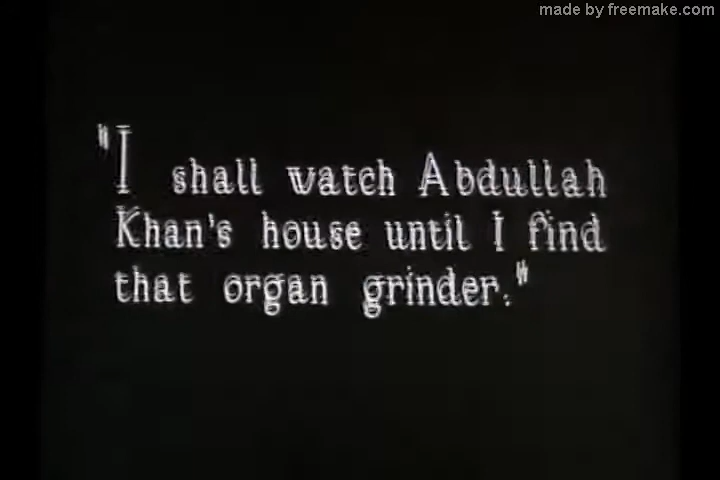 made by freemake.com
"I shall watch Abdullah
Khan's house until I find
that organ grinder."